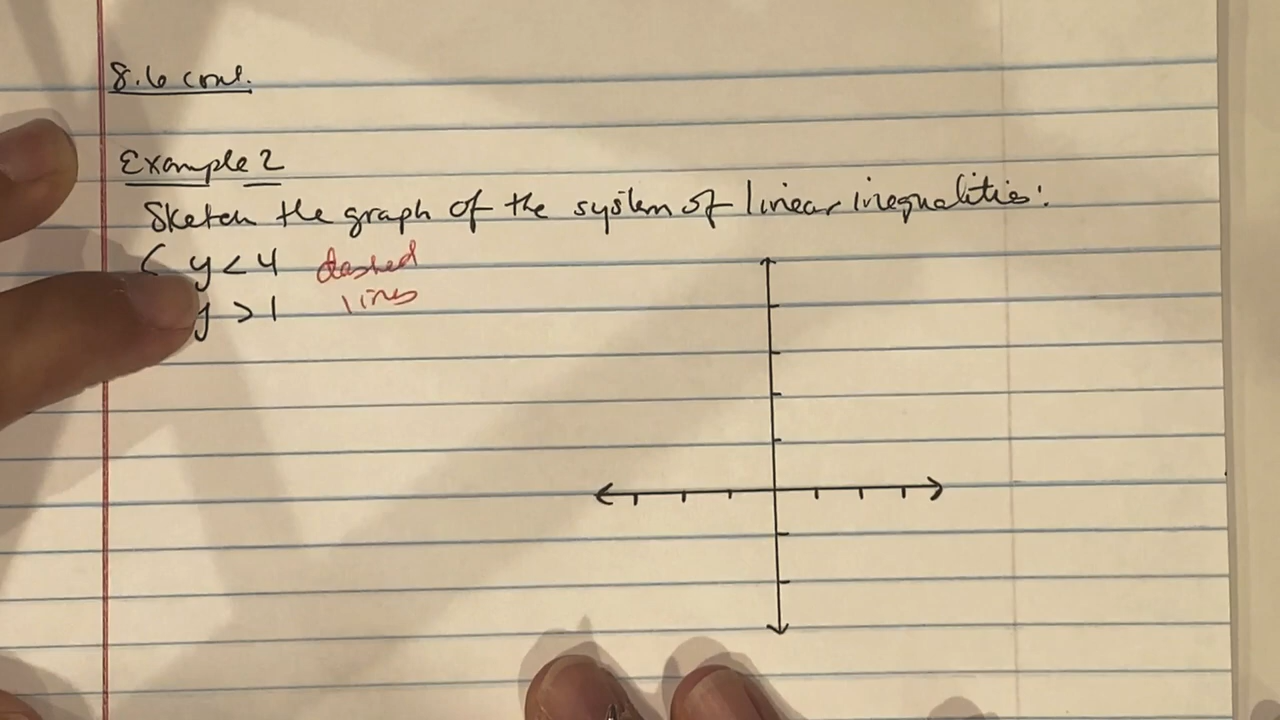 8.6 cont.
Example 2
Sketch the graph of the system of linear inequalities:
{ y < 4 dashed
y > 1 lines